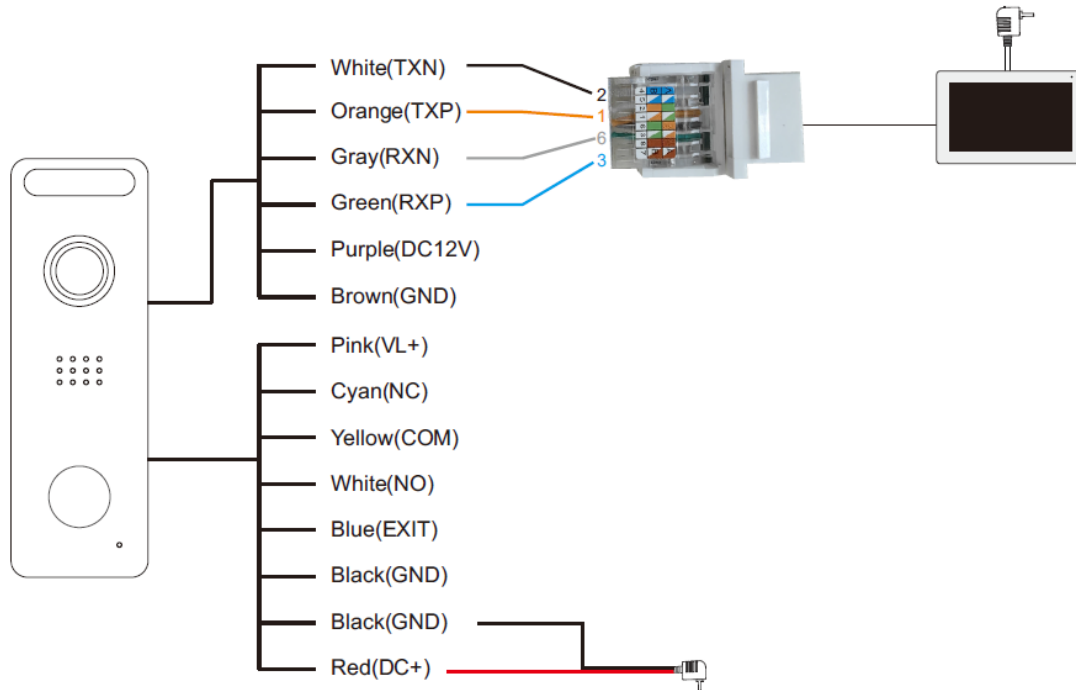 White(TXN)
2
Orange(TXP)
1
Gray(RXN)
6
Green(RXP)
3
Purple(DC12V)
Brown(GND)
Pink(VL+)
Cyan(NC)
Yellow(COM)
White(NO)
Blue(EXIT)
Black(GND)
Black(GND)
Red(DC+)